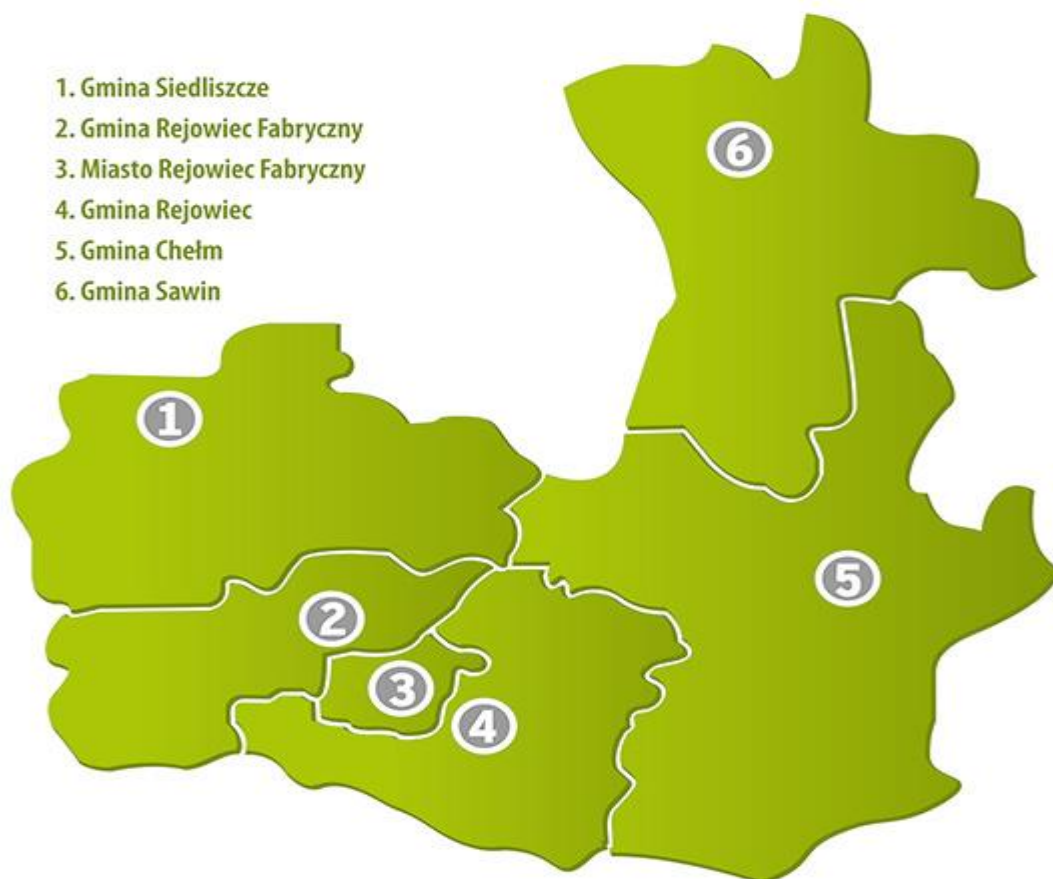 1. Gmina Siedliszcze
2. Gmina Rejowiec Fabryczny
3. Miasto Rejowiec Fabryczny
4. Gmina Rejowiec
5. Gmina Chełm
6. Gmina Sawin
6
1
5
2
3
4